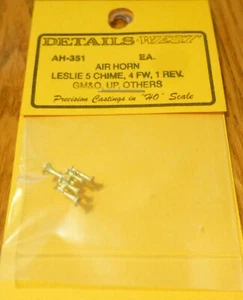 DETAILS WEST
AH-351 EA.
AIR HORN
LESLIE 5 CHIME, 4 FW, 1 REV.
GM&O, UP, OTHERS
Precision Castings in "HO" Scale